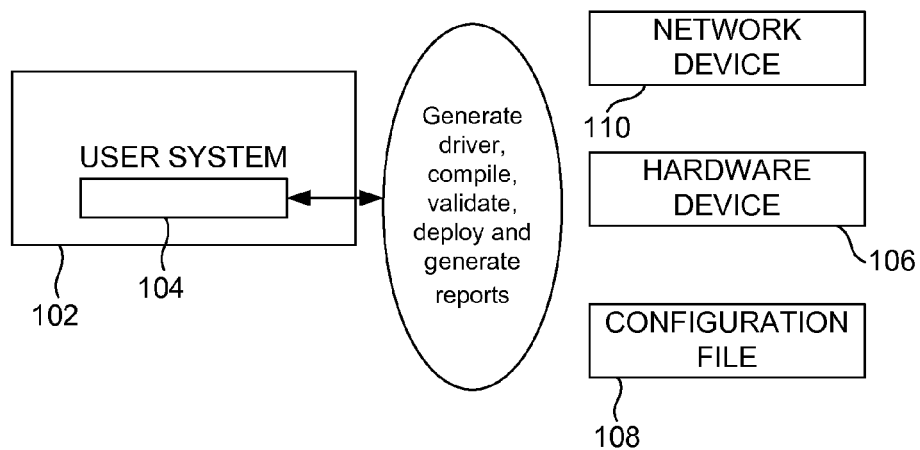 USER SYSTEM
104
102
Generate
driver,
compile,
validate,
deploy and
generate
reports
NETWORK
DEVICE
110
HARDWARE
DEVICE
106
CONFIGURATION
FILE
108